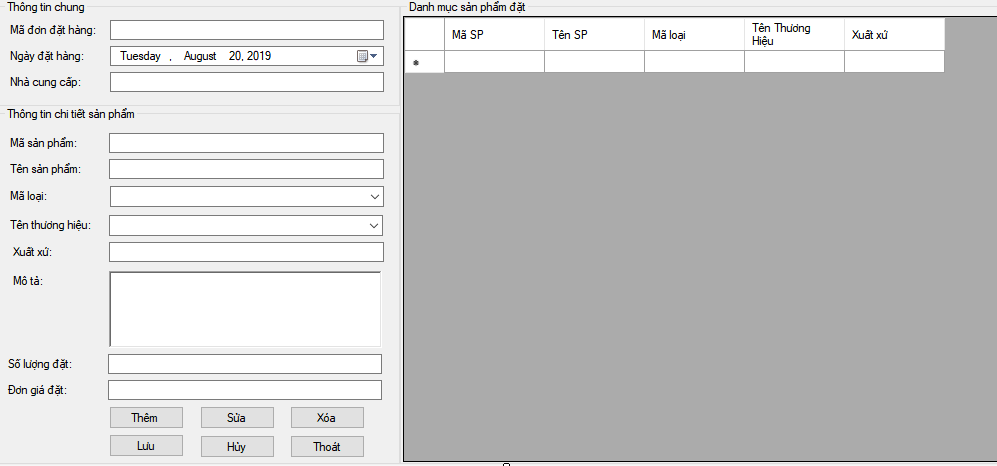 Thông tin chung
Mã đơn đặt hàng:
Ngày đặt hàng: Tuesday , August 20, 2019
Nhà cung cấp:
Thông tin chi tiết sản phẩm
Mã sản phẩm:
Tên sản phẩm:
Mã loại:
Tên thương hiệu:
Xuất xứ:
Mô tả:
Số lượng đặt:
Đơn giá đặt:
Thêm Sửa Xóa
Lưu Hủy Thoát
Danh mục sản phẩm đặt
Mã SP Tên SP Mã loại Tên Thương Hiệu Xuất xứ